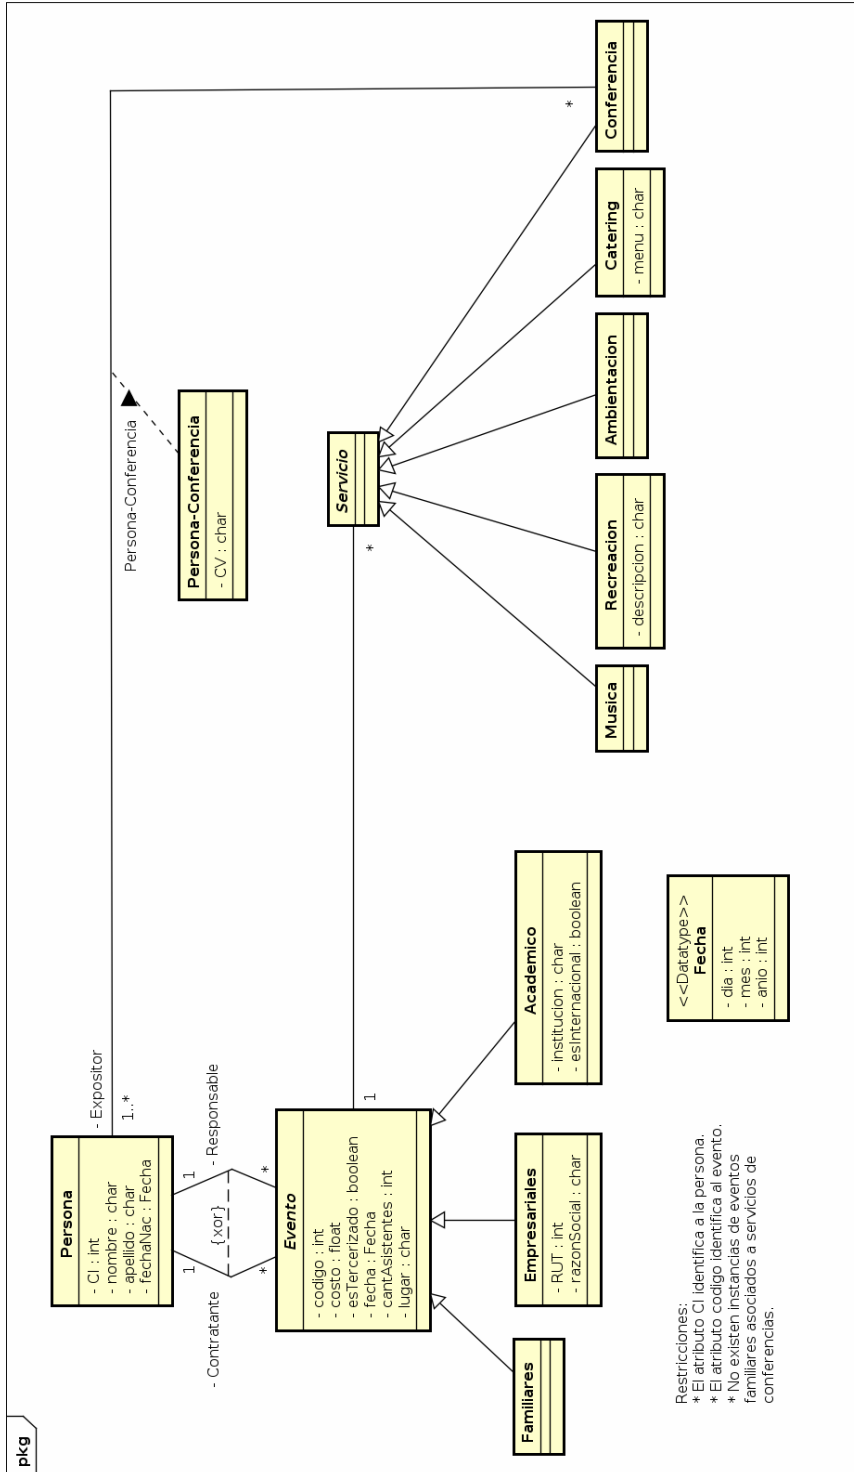 pkg
Persona
- CI : int
- nombre : char
- apellido : char
- fechaNac : Fecha
- Expositor
1..*
Persona-Conferencia
Persona-Conferencia
- CV : char
*
1
1
- Contratante
{xor}
- Responsable
*
*
Evento
- codigo : int
- costo : float
- esTercerizado : boolean
- fecha : Fecha
- cantAsistentes : int
- lugar : char
1
*
Servicio
Familiares
Empresariales
- RUT : int
- razonSocial : char
Academico
- institucion : char
- esInternacional : boolean
Musica
Recreacion
- descripcion : char
Ambientacion
Catering
- menu : char
Conferencia
Restricciones:
* El atributo CI identifica a la persona.
* El atributo codigo identifica al evento.
* No existen instancias de eventos
familiares asociados a servicios de
conferencias.
<<Datatype>>
Fecha
- dia : int
- mes : int
- anio : int